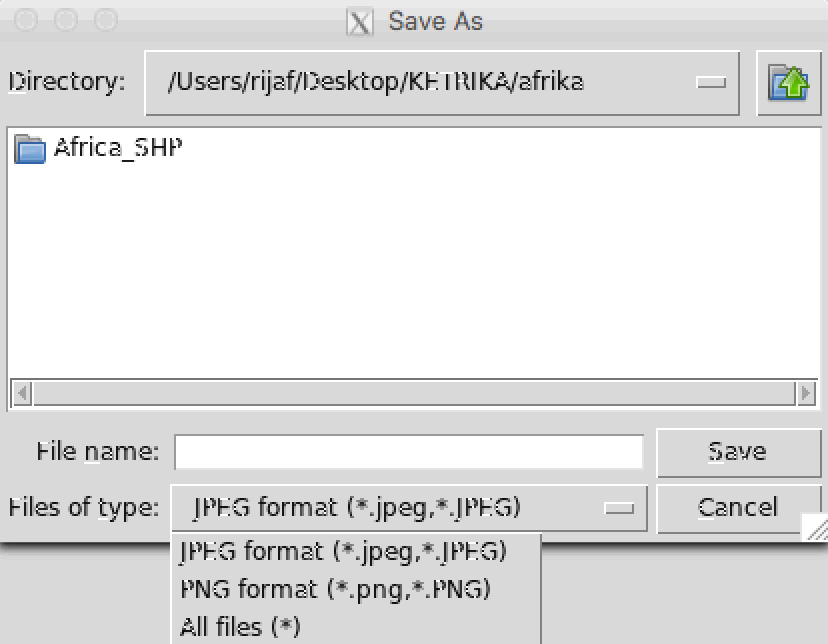 Save As
Directory: /Users/rijaf/Desktop/KETRIKA/afrika
Africa_SHP
File name: Save
Files of type: JPEG format (*.jpeg,*.JPEG) Cancel
JPEG format (*.jpeg,*.JPEG)
PNG format (*.png,*.PNG)
All files (*)